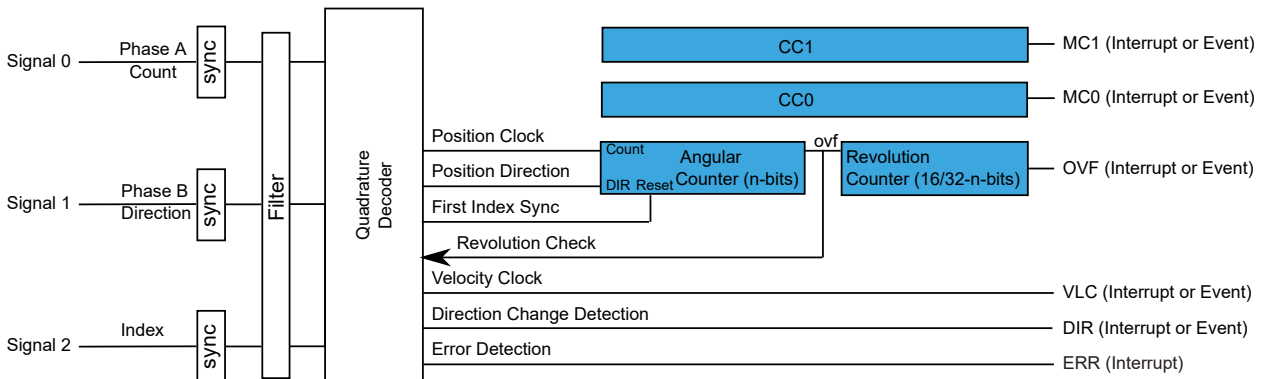 Signal 0
Phase A
Count
sync
Signal 1
Phase B
Direction
sync
Signal 2
Index
sync
Filter
Quadrature
Decoder
CC1
MC1 (Interrupt or Event)
CC0
MC0 (Interrupt or Event)
Position Clock
Position Direction
First Index Sync
Count
DIR Reset
Angular
Counter (n-bits)
ovf
Revolution
Counter (16/32-n-bits)
OVF (Interrupt or Event)
Revolution Check
Velocity Clock
VLC (Interrupt or Event)
Direction Change Detection
DIR (Interrupt or Event)
Error Detection
ERR (Interrupt)